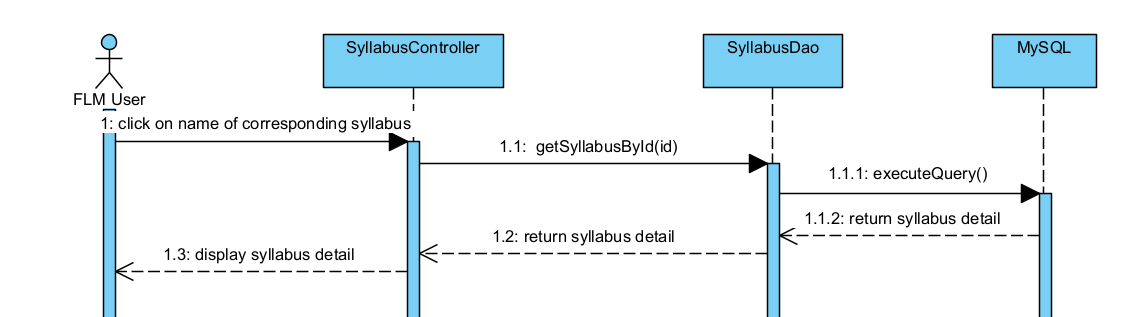 SyllabusController
SyllabusDao
MySQL
FLM User
1: click on name of corresponding syllabus
1.1: getSyllabusById(id)
1.1.1: executeQuery()
1.1.2: return syllabus detail
1.2: return syllabus detail
1.3: display syllabus detail